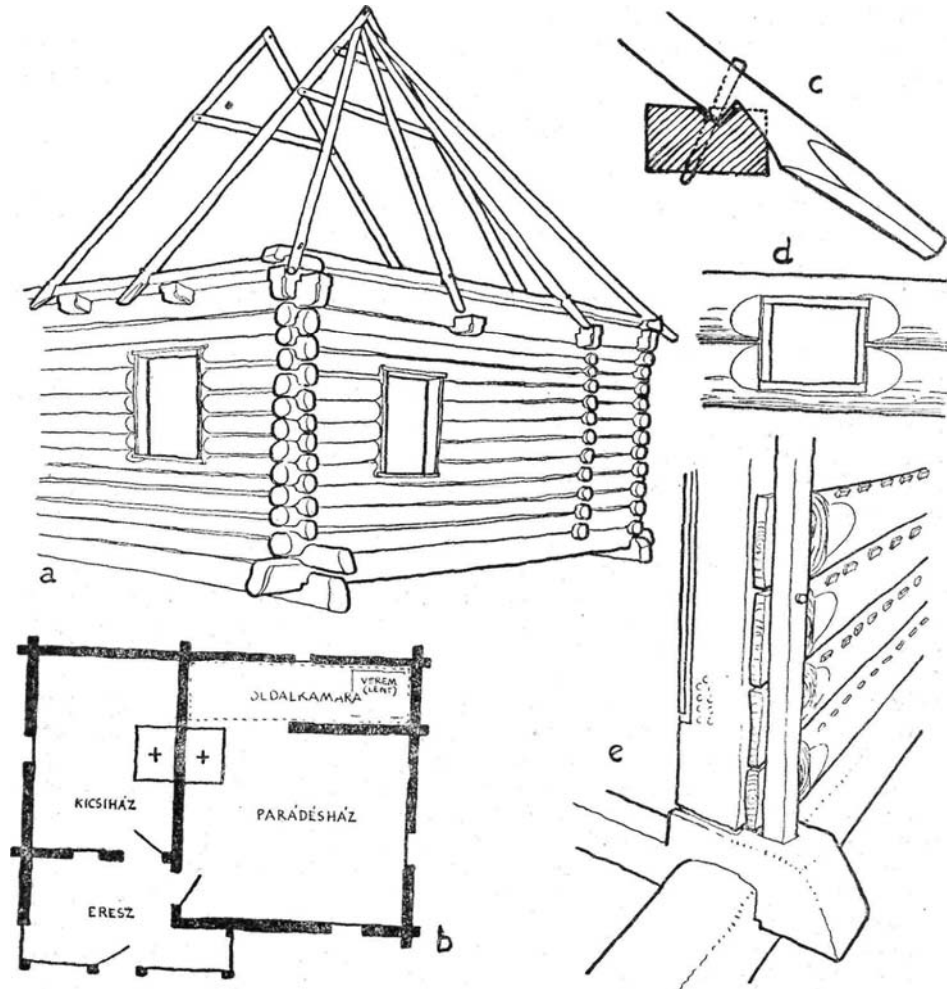 c
d
a
VEREM
(LENT)
OLDALKAMARA
e
KICSIHÁZ
PARÁDÉSHÁZ
ERESZ
b